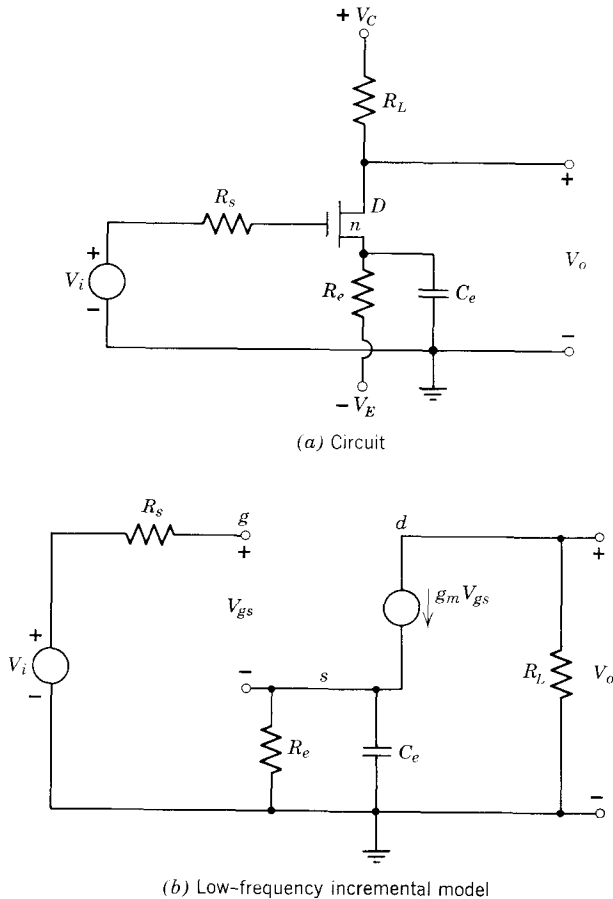 + V_C
R_L
+
D
R_s
n
+
V_i
−
R_e
C_e
V_o
−
− V_E
(a) Circuit
R_s
g
d
+
+
V_gs
g_m V_gs
+
V_i
−
−
s
R_L
V_o
R_e
C_e
−
(b) Low-frequency incremental model